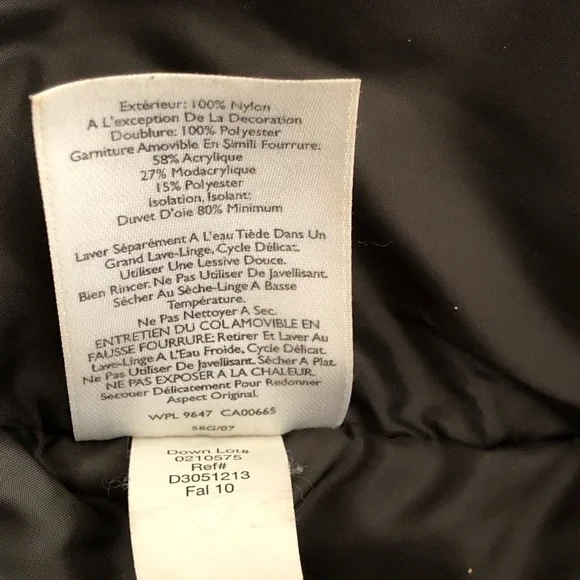 Extérieur: 100% Nylon
A L'exception De La Decoration
Doublure: 100% Polyester
Garniture Amovible En Simili Fourrure:
58% Acrylique
27% Modacrylique
15% Polyester
Isolation, Isolant:
Duvet D'oie 80% Minimum
Laver Séparément A L'eau Tiède Dans Un
Grand Lave-Linge, Cycle Délicat.
Utiliser Une Lessive Douce.
Bien Rincer. Ne Pas Utiliser De Javellisant.
Sécher Au Sèche-Linge A Basse
Température.
Ne Pas Nettoyer A Sec.
ENTRETIEN DU COL AMOVIBLE EN
FAUSSE FOURRURE: Retirer Et Laver Au
Lave-Linge A L'Eau Froide, Cycle Délicat.
Ne Pas Utiliser De Javellisant. Sécher A Plat.
NE PAS EXPOSER A LA CHALEUR.
Secouer Délicatement Pour Redonner
Aspect Original.
WPL 9647 CA00665
SBG/07
Down Lot#
0210575
Ref#
D3051213
Fal 10